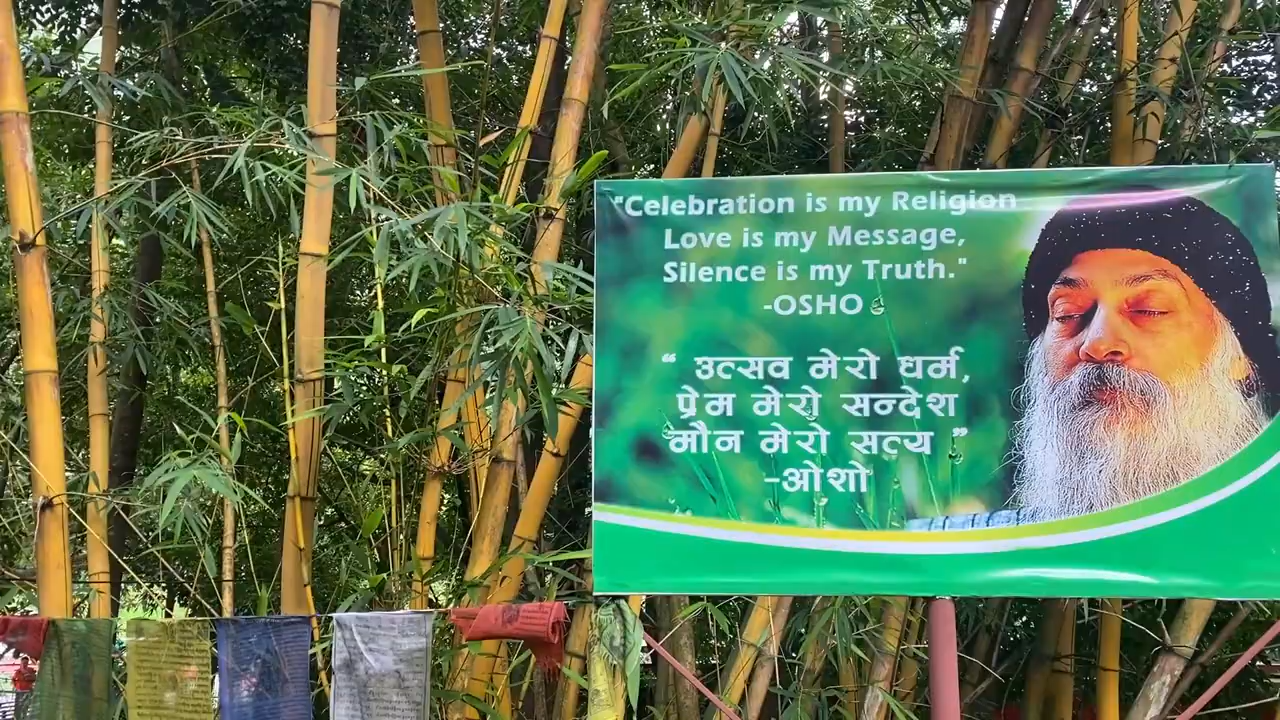 "Celebration is my Religion
Love is my Message,
Silence is my Truth."
-OSHO
“ उत्सव मेरो धर्म,
प्रेम मेरो सन्देश
मौन मेरो सत्य ”
-ओशो